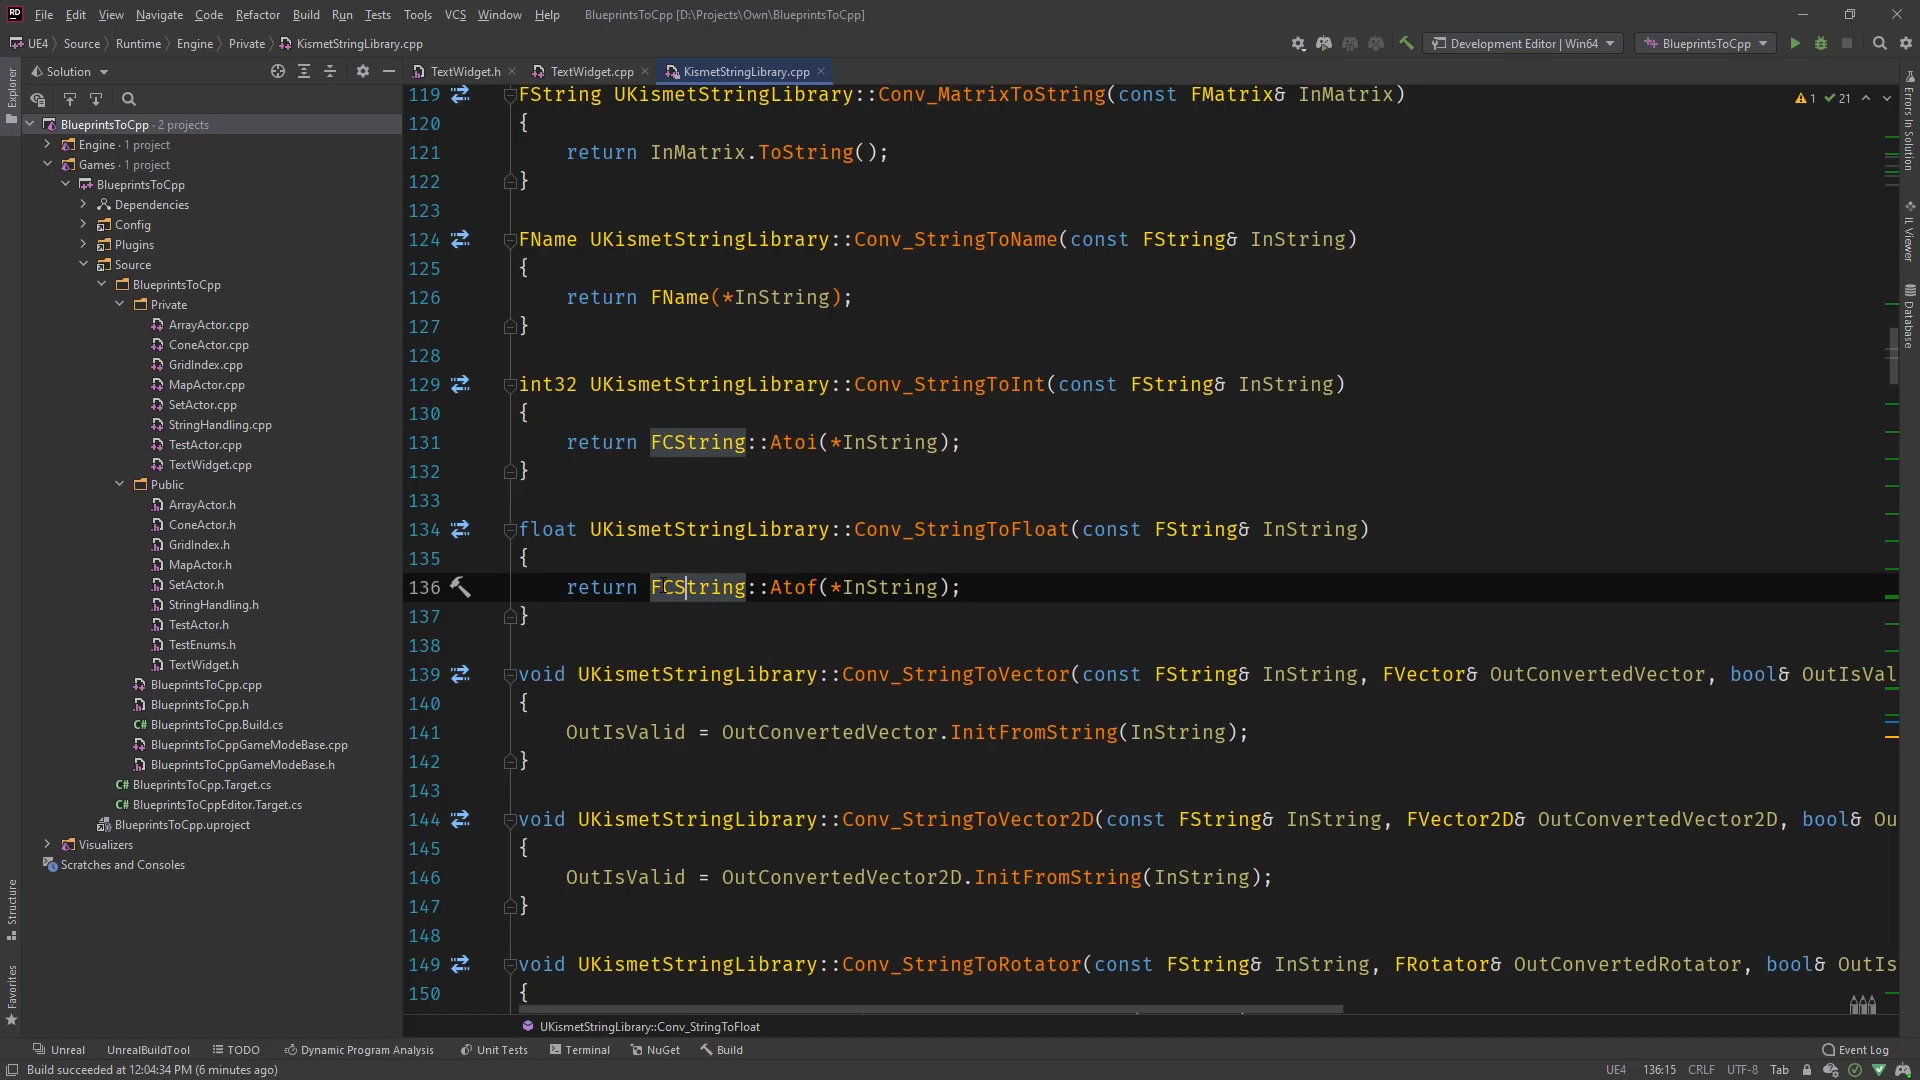 RD File Edit View Navigate Code Refactor Build Run Tests Tools VCS Window Help BlueprintsToCpp [D:\Projects\Own\BlueprintsToCpp]
UE4 Source Runtime Engine Private KismetStringLibrary.cpp Development Editor | Win64 BlueprintsToCpp
Solution
TextWidget.h TextWidget.cpp KismetStringLibrary.cpp
Explorer
BlueprintsToCpp · 2 projects
Engine · 1 project
Games · 1 project
BlueprintsToCpp
Dependencies
Config
Plugins
Source
BlueprintsToCpp
Private
ArrayActor.cpp
ConeActor.cpp
GridIndex.cpp
MapActor.cpp
SetActor.cpp
StringHandling.cpp
TestActor.cpp
TextWidget.cpp
Public
ArrayActor.h
ConeActor.h
GridIndex.h
MapActor.h
SetActor.h
StringHandling.h
TestActor.h
TestEnums.h
TextWidget.h
BlueprintsToCpp.cpp
BlueprintsToCpp.h
C# BlueprintsToCpp.Build.cs
BlueprintsToCppGameModeBase.cpp
BlueprintsToCppGameModeBase.h
C# BlueprintsToCpp.Target.cs
C# BlueprintsToCppEditor.Target.cs
BlueprintsToCpp.uproject
Visualizers
Scratches and Consoles
Structure
Favorites
119 FString UKismetStringLibrary::Conv_MatrixToString(const FMatrix& InMatrix)
120 {
121 return InMatrix.ToString();
122 }
123
124 FName UKismetStringLibrary::Conv_StringToName(const FString& InString)
125 {
126 return FName(*InString);
127 }
128
129 int32 UKismetStringLibrary::Conv_StringToInt(const FString& InString)
130 {
131 return FCString::Atoi(*InString);
132 }
133
134 float UKismetStringLibrary::Conv_StringToFloat(const FString& InString)
135 {
136 return FCString::Atof(*InString);
137 }
138
139 void UKismetStringLibrary::Conv_StringToVector(const FString& InString, FVector& OutConvertedVector, bool& OutIsVal
140 {
141 OutIsValid = OutConvertedVector.InitFromString(InString);
142 }
143
144 void UKismetStringLibrary::Conv_StringToVector2D(const FString& InString, FVector2D& OutConvertedVector2D, bool& Ou
145 {
146 OutIsValid = OutConvertedVector2D.InitFromString(InString);
147 }
148
149 void UKismetStringLibrary::Conv_StringToRotator(const FString& InString, FRotator& OutConvertedRotator, bool& OutIs
150 {
1 21
Errors In Solution
IL Viewer
Database
UKismetStringLibrary::Conv_StringToFloat
Unreal UnrealBuildTool TODO Dynamic Program Analysis Unit Tests Terminal NuGet Build Event Log
Build succeeded at 12:04:34 PM (6 minutes ago) UE4 136:15 CRLF UTF-8 Tab